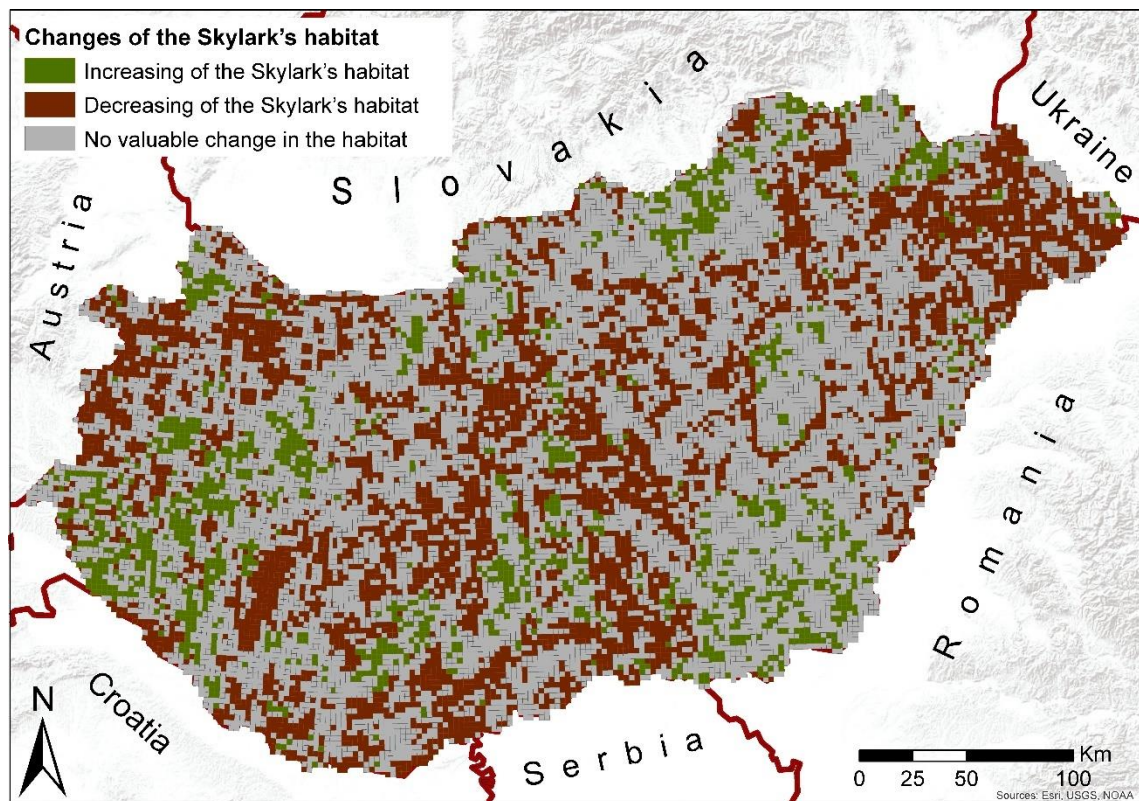 Changes of the Skylark's habitat
Increasing of the Skylark's habitat
Decreasing of the Skylark's habitat
No valuable change in the habitat
Slovakia
Ukraine
Austria
Romania
Croatia
Serbia
N
Km
0 25 50 100
Sources: Esri, USGS, NOAA